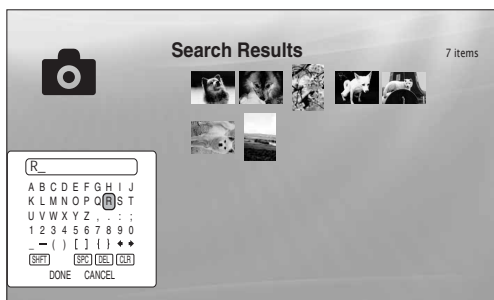 Search Results
7 items
R_
A B C D E F G H I J
K L M N O P Q R S T
U V W X Y Z , . : ;
1 2 3 4 5 6 7 8 9 0
_ – ( ) [ ] { }
SHFT SPC DEL CLR
DONE CANCEL